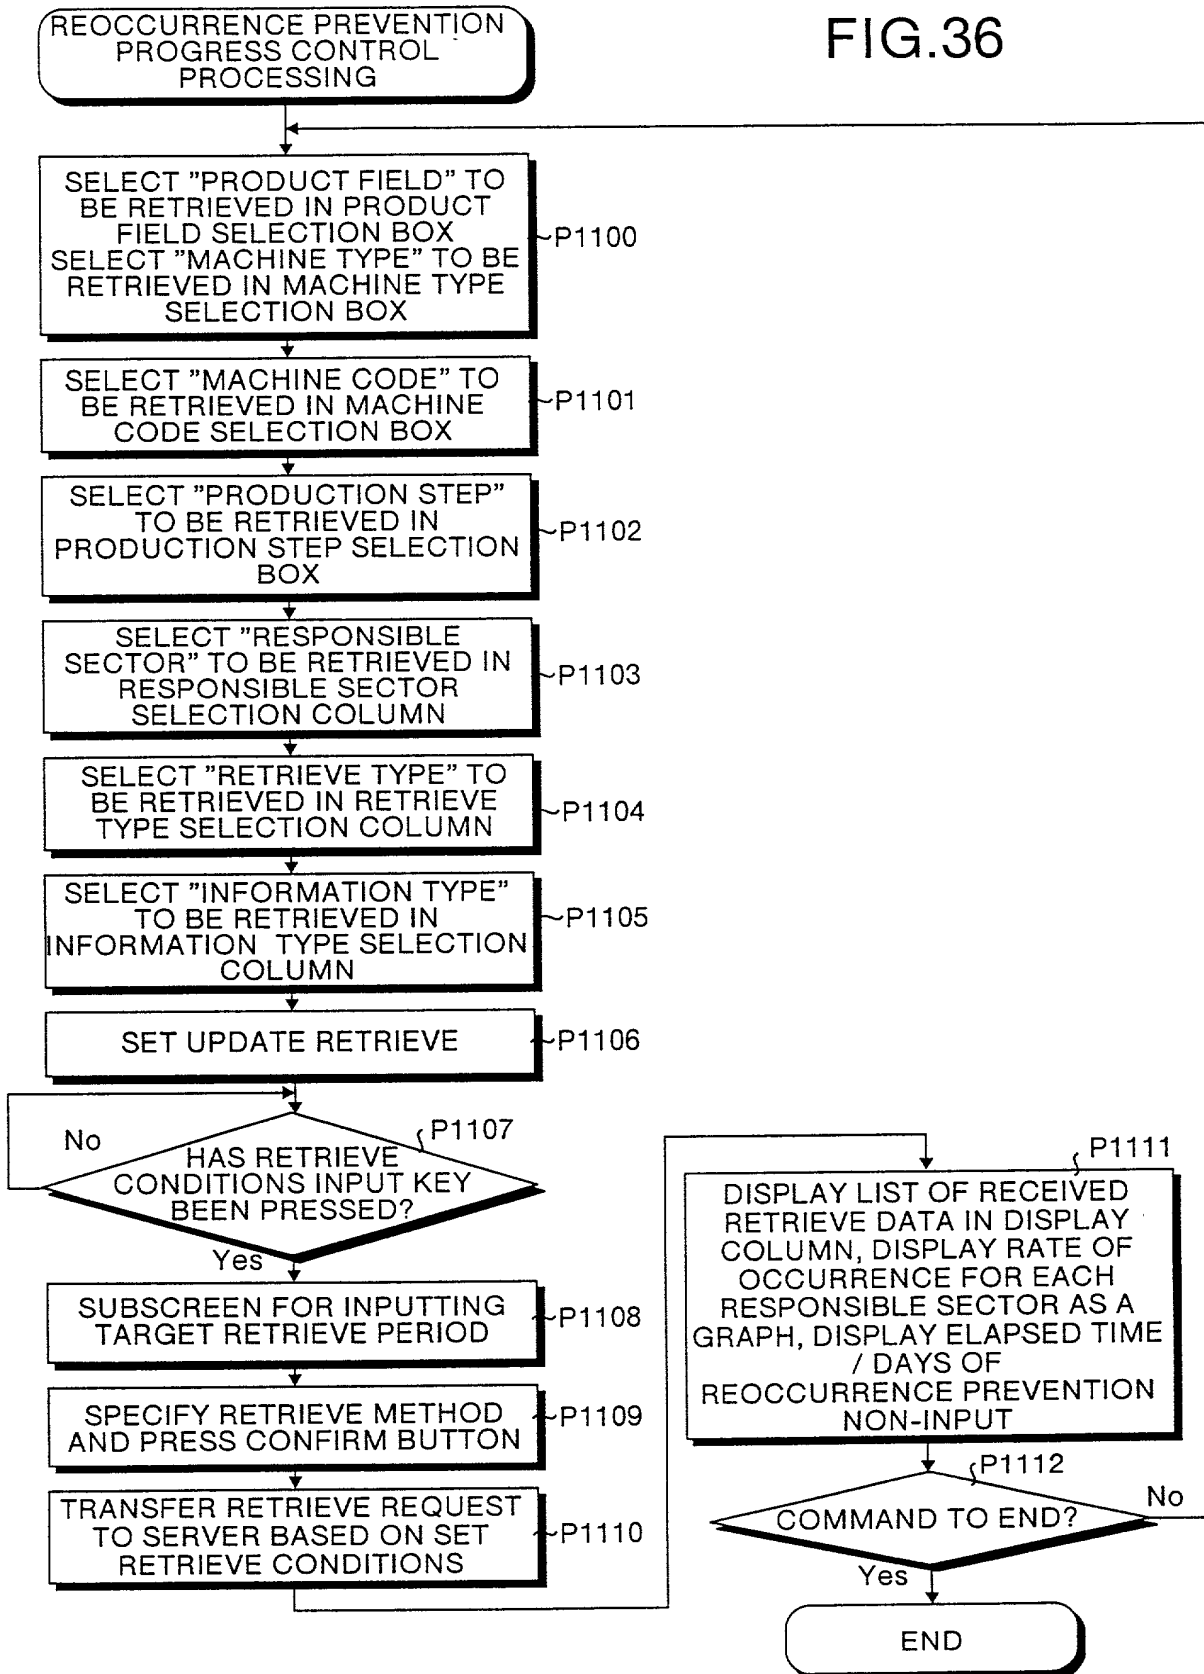 REOCCURRENCE PREVENTION
PROGRESS CONTROL
PROCESSING
FIG.36
SELECT "PRODUCT FIELD" TO
BE RETRIEVED IN PRODUCT
FIELD SELECTION BOX
SELECT "MACHINE TYPE" TO BE
RETRIEVED IN MACHINE TYPE
SELECTION BOX
P1100
SELECT "MACHINE CODE" TO
BE RETRIEVED IN MACHINE
CODE SELECTION BOX
P1101
SELECT "PRODUCTION STEP"
TO BE RETRIEVED IN
PRODUCTION STEP SELECTION
BOX
P1102
SELECT "RESPONSIBLE
SECTOR" TO BE RETRIEVED IN
RESPONSIBLE SECTOR
SELECTION COLUMN
P1103
SELECT "RETRIEVE TYPE" TO
BE RETRIEVED IN RETRIEVE
TYPE SELECTION COLUMN
P1104
SELECT "INFORMATION TYPE"
TO BE RETRIEVED IN
INFORMATION TYPE SELECTION
COLUMN
P1105
SET UPDATE RETRIEVE
P1106
No
P1107
HAS RETRIEVE
CONDITIONS INPUT KEY
BEEN PRESSED?
Yes
SUBSCREEN FOR INPUTTING
TARGET RETRIEVE PERIOD
P1108
SPECIFY RETRIEVE METHOD
AND PRESS CONFIRM BUTTON
P1109
TRANSFER RETRIEVE REQUEST
TO SERVER BASED ON SET
RETRIEVE CONDITIONS
P1110
P1111
DISPLAY LIST OF RECEIVED
RETRIEVE DATA IN DISPLAY
COLUMN, DISPLAY RATE OF
OCCURRENCE FOR EACH
RESPONSIBLE SECTOR AS A
GRAPH, DISPLAY ELAPSED TIME
/ DAYS OF
REOCCURRENCE PREVENTION
NON-INPUT
P1112
COMMAND TO END?
No
Yes
END